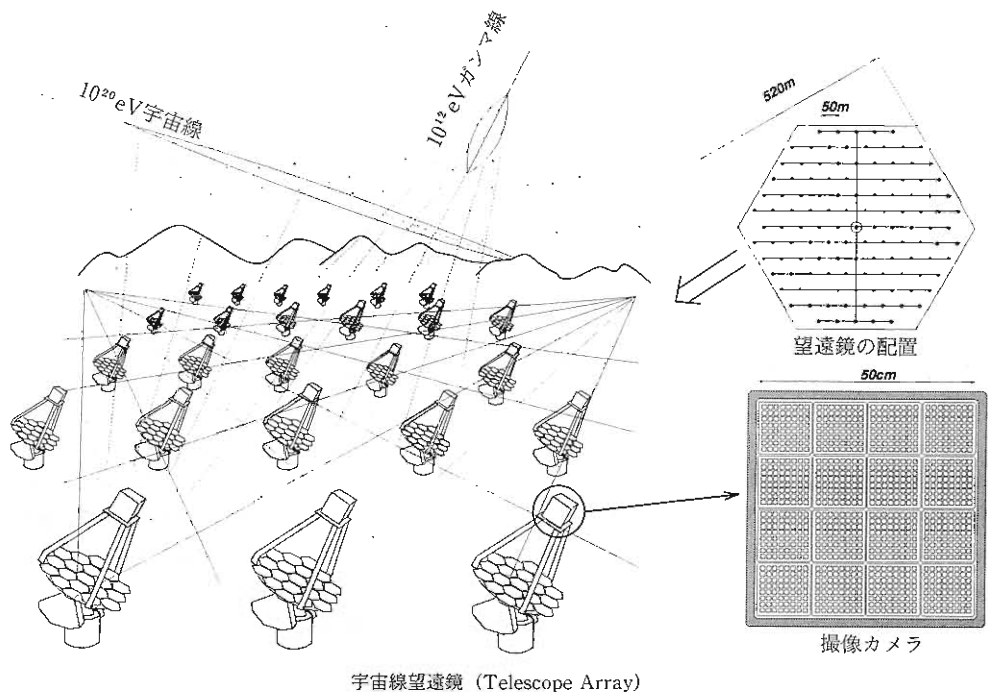 10²⁰eV宇宙線
10¹²eVガンマ線
520m
50m
望遠鏡の配置
50cm
撮像カメラ
宇宙線望遠鏡 (Telescope Array)